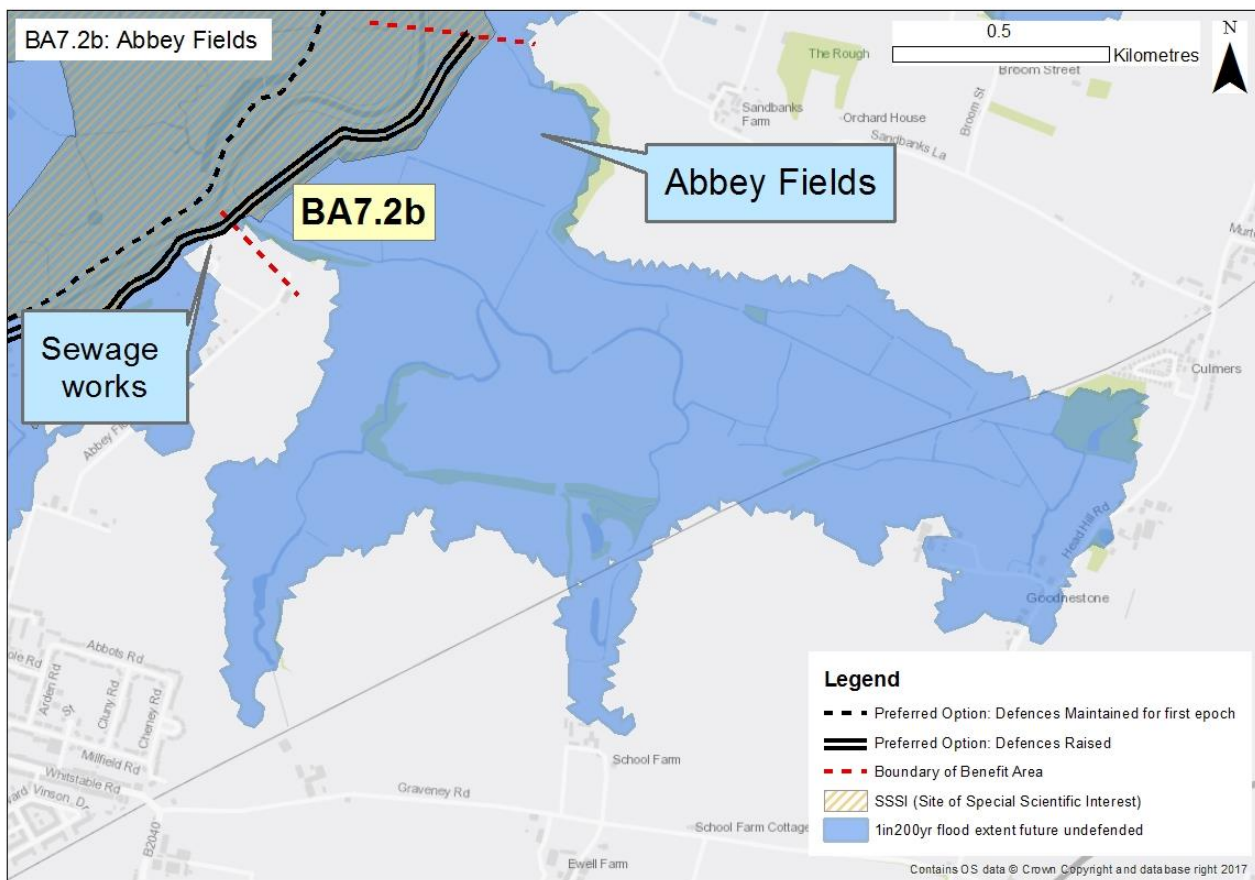 BA7.2b: Abbey Fields
0.5
Kilometres
N
The Rough
Broom Street
Sandbanks
Farm
Orchard House
Broom St
Sandbanks La
Abbey Fields
BA7.2b
Sewage
works
Culmers
Head Hill Rd
Goodnestone
Abbots Rd
Arden Rd
St
Cluny Rd
Cheney Rd
Millfield Rd
Whitstable Rd
Vinson Dr
B2040
School Farm
Graveney Rd
School Farm Cottage
Ewell Farm
Legend
Preferred Option: Defences Maintained for first epoch
Preferred Option: Defences Raised
Boundary of Benefit Area
SSSI (Site of Special Scientific Interest)
1in200yr flood extent future undefended
Contains OS data © Crown Copyright and database right 2017